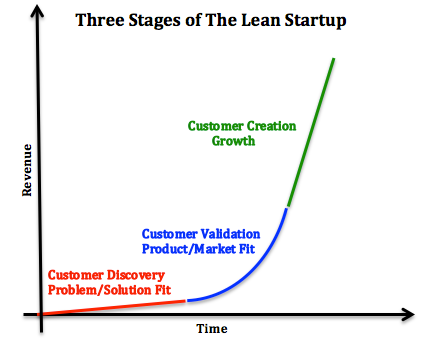 Three Stages of The Lean Startup
Customer Creation
Growth
Revenue
Customer Validation
Product/Market Fit
Customer Discovery
Problem/Solution Fit
Time